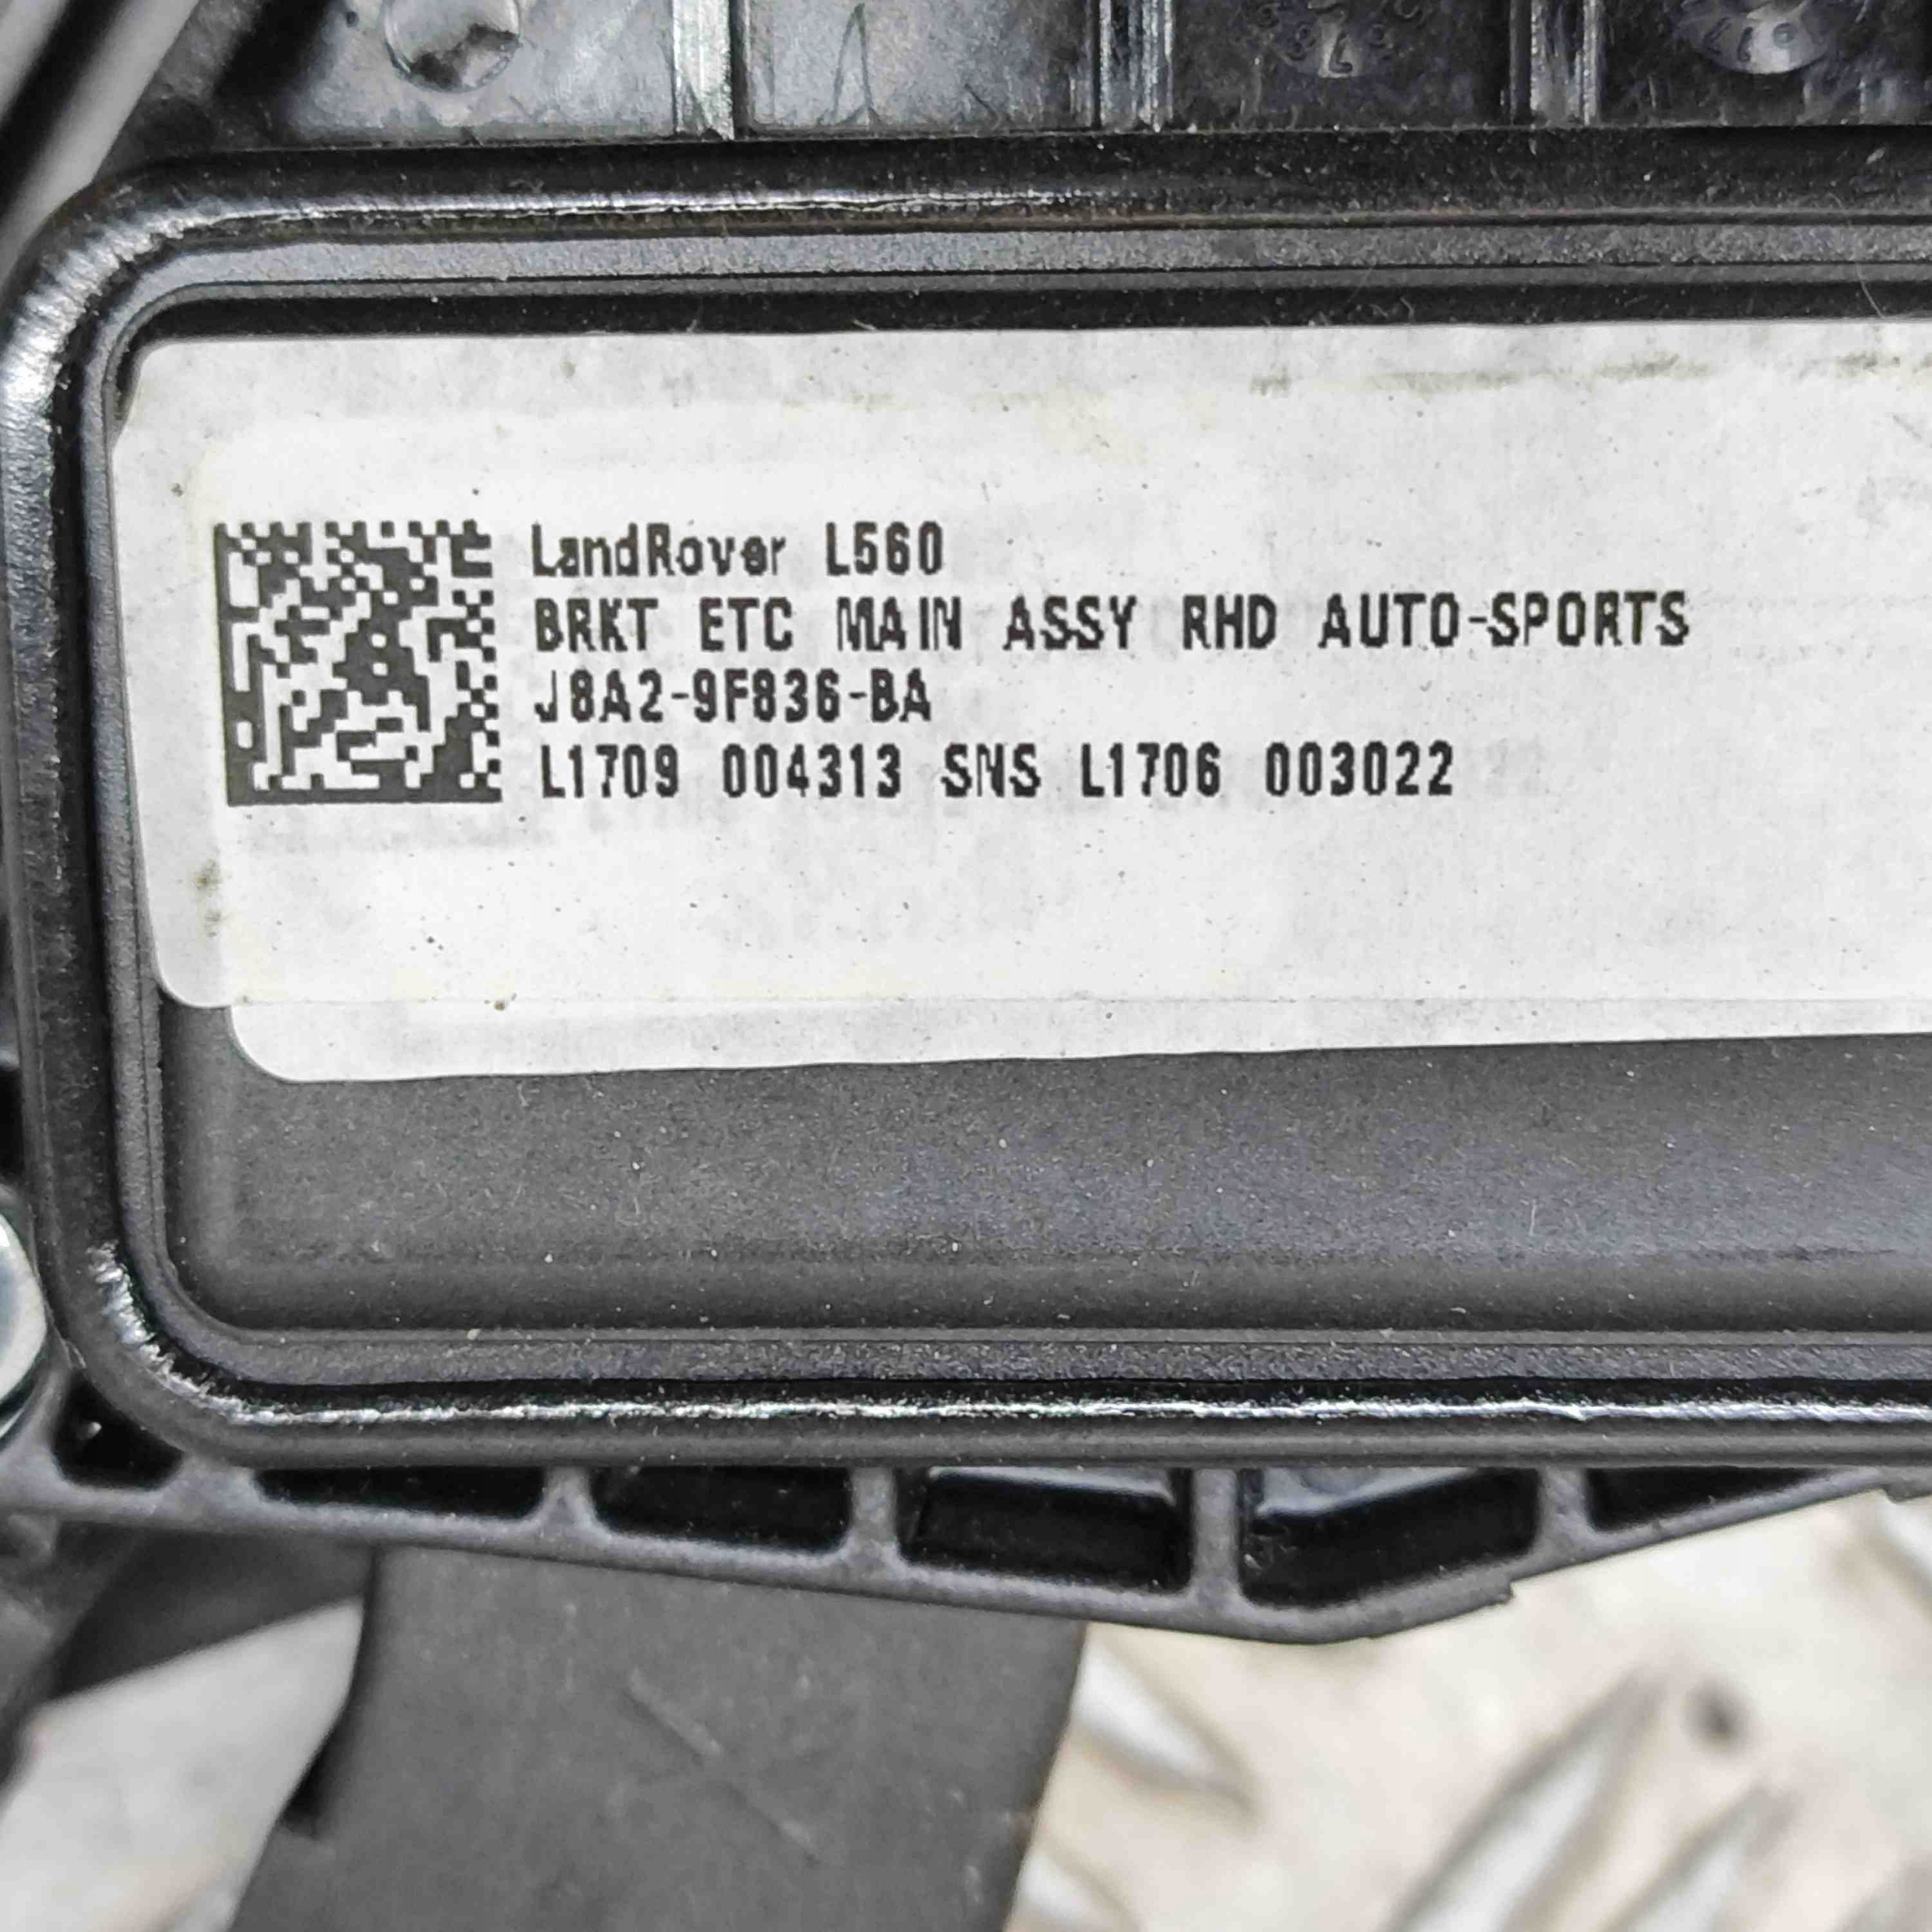 LandRover L560
BRKT ETC MAIN ASSY RHD AUTO-SPORTS
J8A2-9F836-BA
L1709 004313 SNS L1706 003022